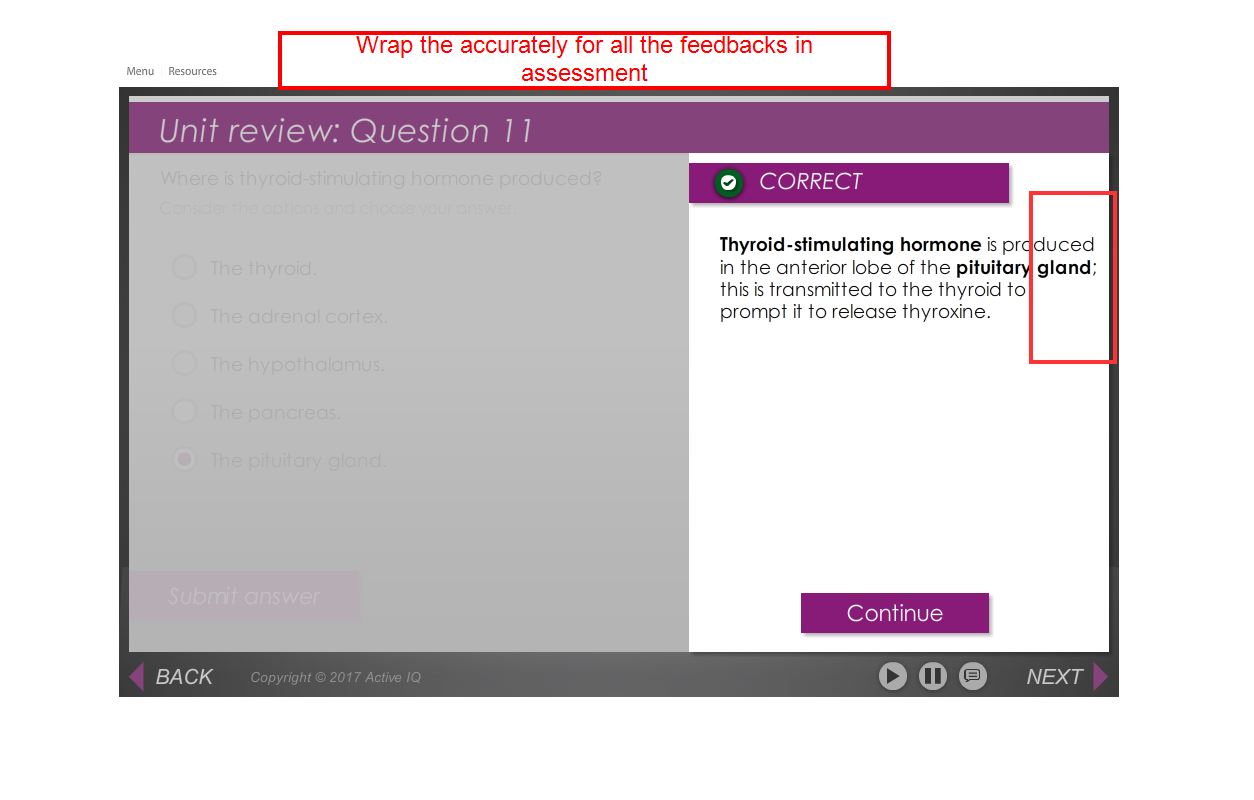 Wrap the accurately for all the feedbacks in
assessment
Menu Resources
Unit review: Question 11
Where is thyroid-stimulating hormone produced?
Consider the options and choose your answer.
The thyroid.
The adrenal cortex.
The hypothalamus.
The pancreas.
The pituitary gland.
Submit answer
CORRECT
Thyroid-stimulating hormone is produced
in the anterior lobe of the pituitary gland;
this is transmitted to the thyroid to
prompt it to release thyroxine.
Continue
BACK Copyright © 2017 Active IQ NEXT